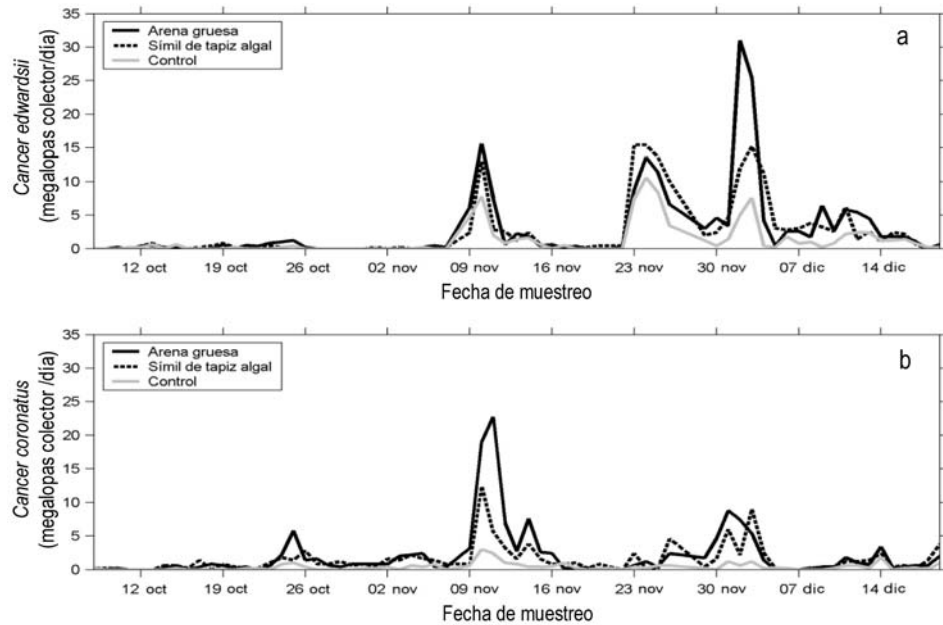 35
30
25
20
15
10
5
0
Arena gruesa
Símil de tapiz algal
Control
a
Cancer edwardsii
(megalopas colector/día)
12 oct 19 oct 26 oct 02 nov 09 nov 16 nov 23 nov 30 nov 07 dic 14 dic
Fecha de muestreo
35
30
25
20
15
10
5
0
Arena gruesa
Símil de tapiz algal
Control
b
Cancer coronatus
(megalopas colector /día)
12 oct 19 oct 26 oct 02 nov 09 nov 16 nov 23 nov 30 nov 07 dic 14 dic
Fecha de muestreo